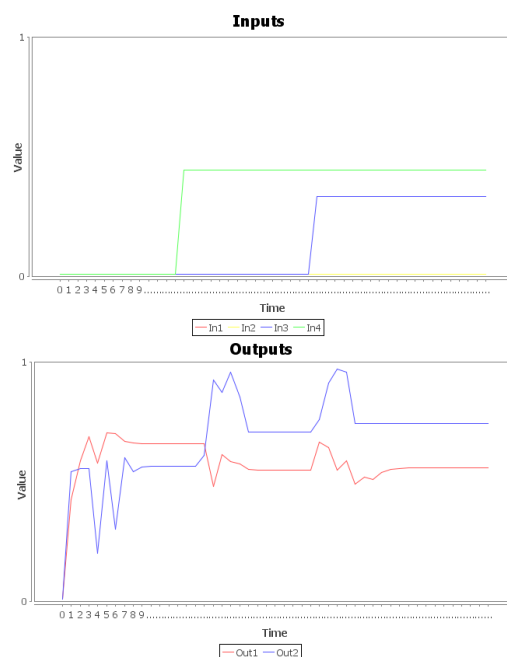 Inputs
1
Value
0
0 1 2 3 4 5 6 7 8 9 ................................................
Time
In1 In2 In3 In4
Outputs
1
Value
0
0 1 2 3 4 5 6 7 8 9 ................................................
Time
Out1 Out2